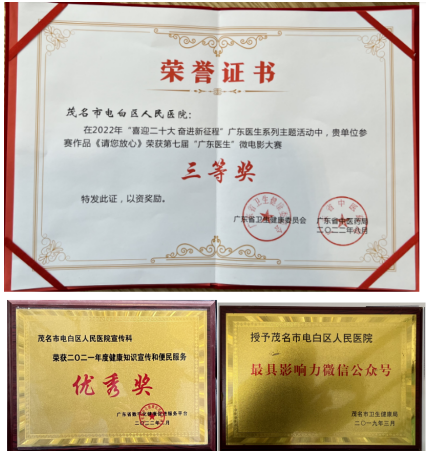 荣誉证书
茂名市电白区人民医院：
在2022年“喜迎二十大 奋进新征程”广东医生系列主题活动中，贵单位参
赛作品《请您放心》荣获第七届“广东医生”微电影大赛
三等奖
特发此证，以资奖励。
广东省卫生健康委员会 广东省中医药局
二〇二二年八月
茂名市电白区人民医院宣传科
荣获二〇二一年度健康知识宣传和便民服务
优秀奖
二〇二二年二月
授予茂名市电白区人民医院
最具影响力微信公众号
茂名市卫生健康局
二〇一九年三月